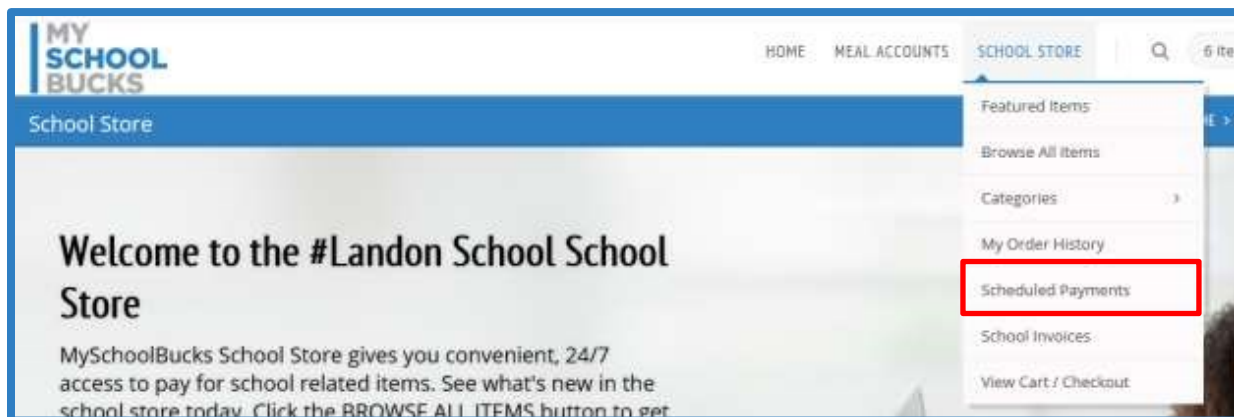 MY
SCHOOL
BUCKS
HOME MEAL ACCOUNTS SCHOOL STORE 6 Ite
School Store
Featured Items
Browse All Items
Categories
My Order History
Scheduled Payments
School Invoices
View Cart / Checkout
Welcome to the #Landon School School
Store
MySchoolBucks School Store gives you convenient, 24/7
access to pay for school related items. See what's new in the
school store today. Click the BROWSE ALL ITEMS button to get